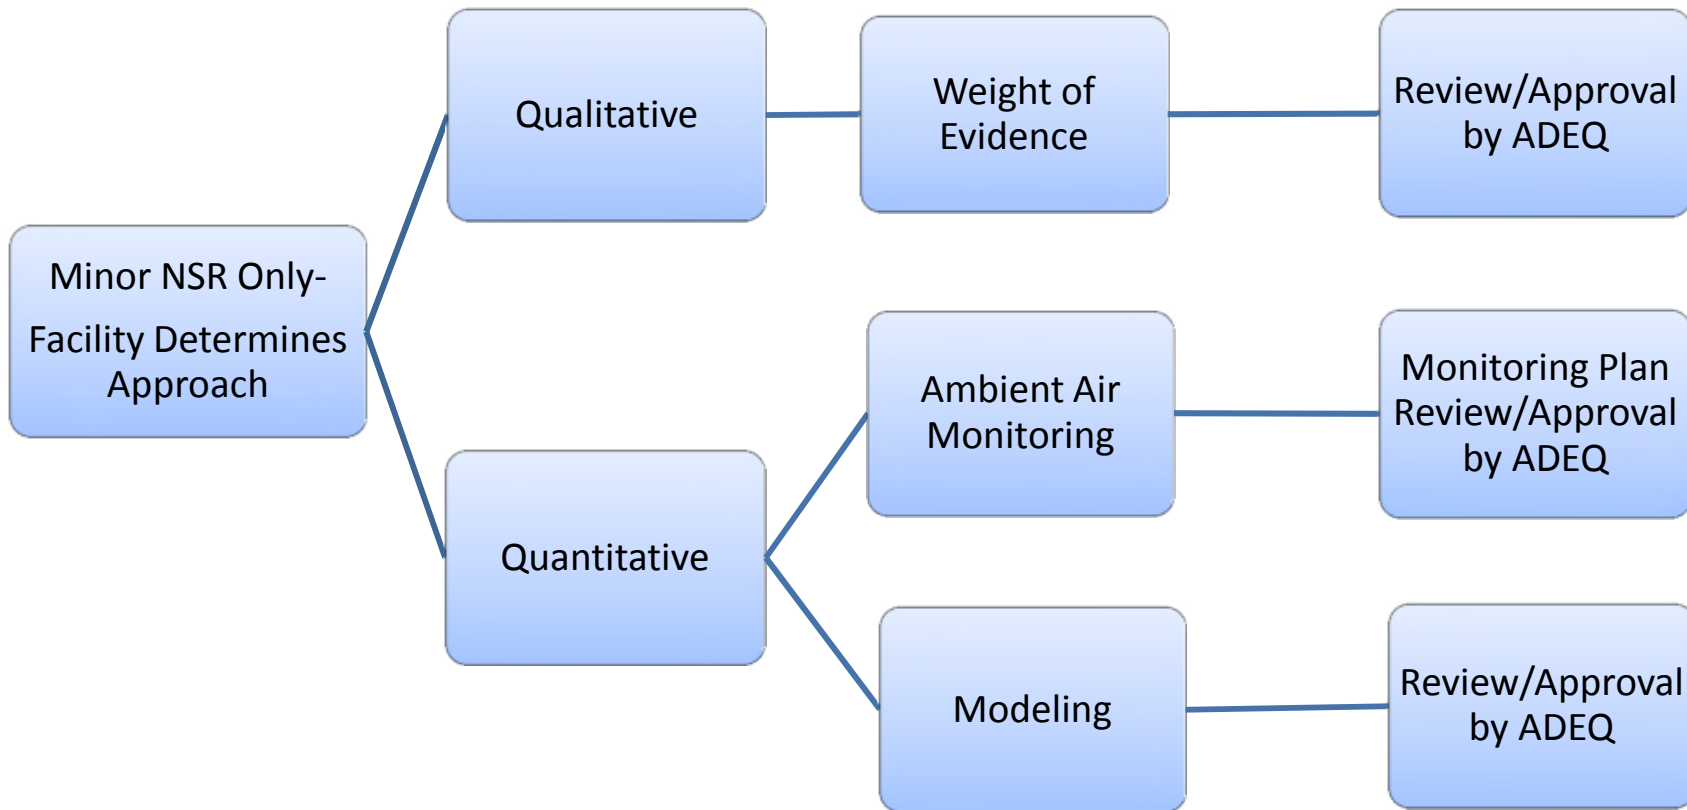 Minor NSR Only-
Facility Determines
Approach
Qualitative
Weight of
Evidence
Review/Approval
by ADEQ
Quantitative
Ambient Air
Monitoring
Monitoring Plan
Review/Approval
by ADEQ
Modeling
Review/Approval
by ADEQ